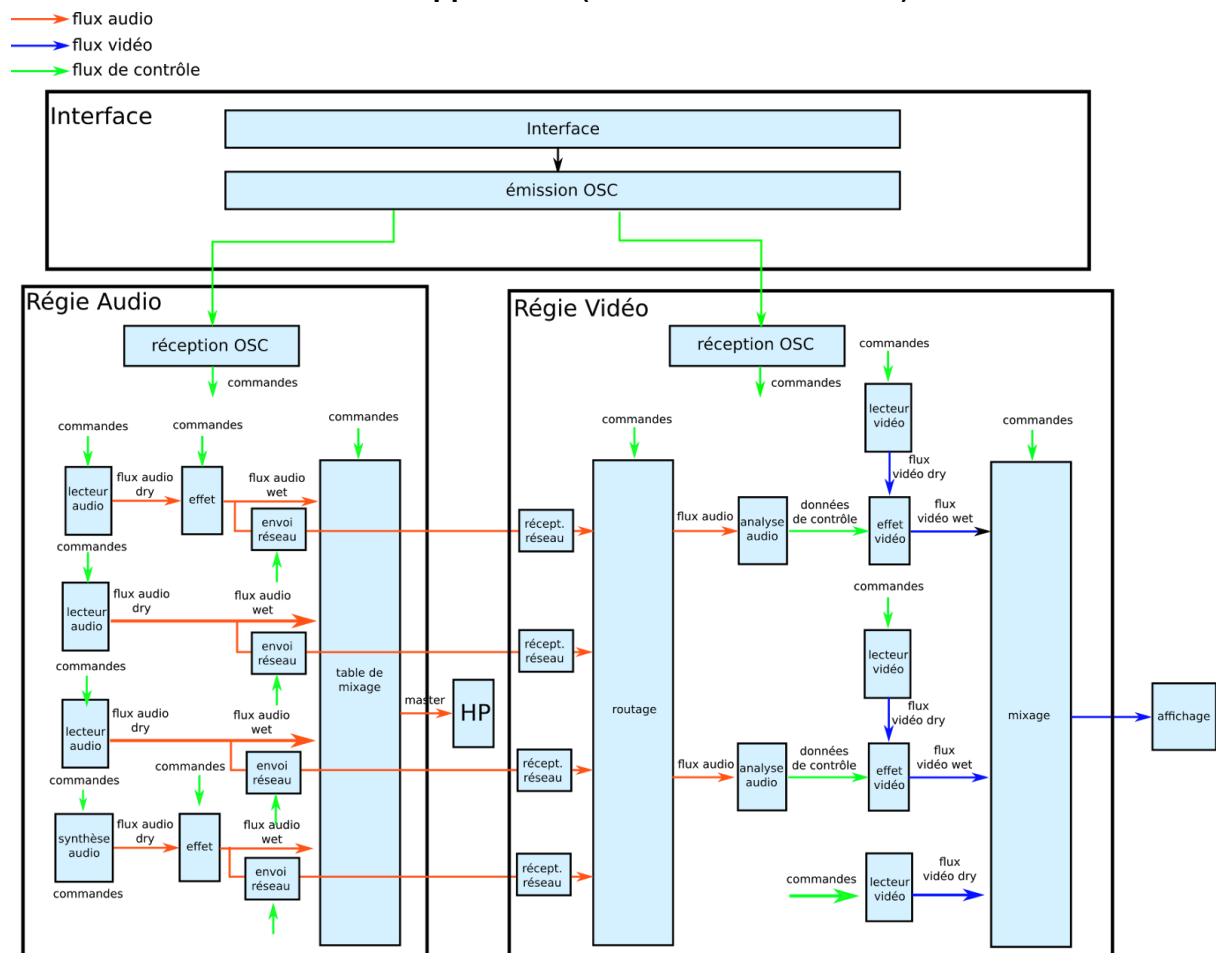 flux audio
flux vidéo
flux de contrôle
Interface
Interface
émission OSC
Régie Audio
réception OSC
commandes
commandes
commandes
commandes
lecteur
audio
flux audio
dry
effet
flux audio
wet
envoi
réseau
commandes
lecteur
audio
flux audio
dry
flux audio
wet
envoi
réseau
commandes
lecteur
audio
flux audio
dry
flux audio
wet
envoi
réseau
commandes
commandes
synthèse
audio
flux audio
dry
effet
flux audio
wet
envoi
réseau
commandes
table de
mixage
master
HP
Régie Vidéo
réception OSC
commandes
commandes
commandes
commandes
récept.
réseau
récept.
réseau
récept.
réseau
récept.
réseau
routage
flux audio
analyse
audio
données
de contrôle
lecteur
vidéo
flux
vidéo dry
effet
vidéo
flux
vidéo wet
commandes
lecteur
vidéo
flux
vidéo dry
flux audio
analyse
audio
données
de contrôle
effet
vidéo
flux
vidéo wet
commandes
lecteur
vidéo
flux
vidéo dry
mixage
affichage